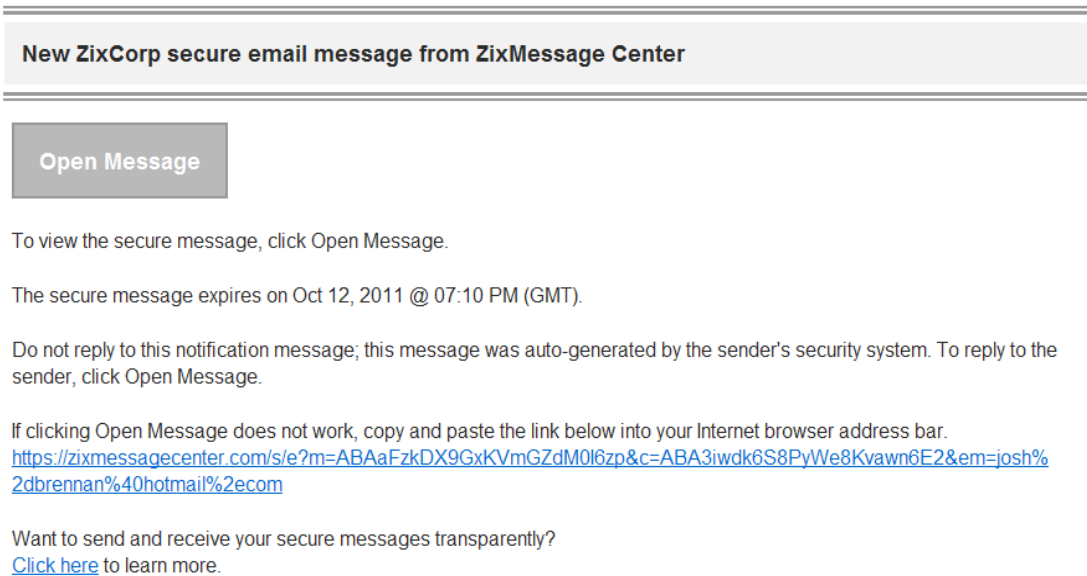 New ZixCorp secure email message from ZixMessage Center
Open Message
To view the secure message, click Open Message.
The secure message expires on Oct 12, 2011 @ 07:10 PM (GMT).
Do not reply to this notification message; this message was auto-generated by the sender's security system. To reply to the
sender, click Open Message.
If clicking Open Message does not work, copy and paste the link below into your Internet browser address bar.
https://zixmessagecenter.com/s/e?m=ABAaFzkDX9GxKVmGZdM0l6zp&c=ABA3iwdk6S8PyWe8Kvawn6E2&em=josh%
2dbrennan%40hotmail%2ecom
Want to send and receive your secure messages transparently?
Click here to learn more.